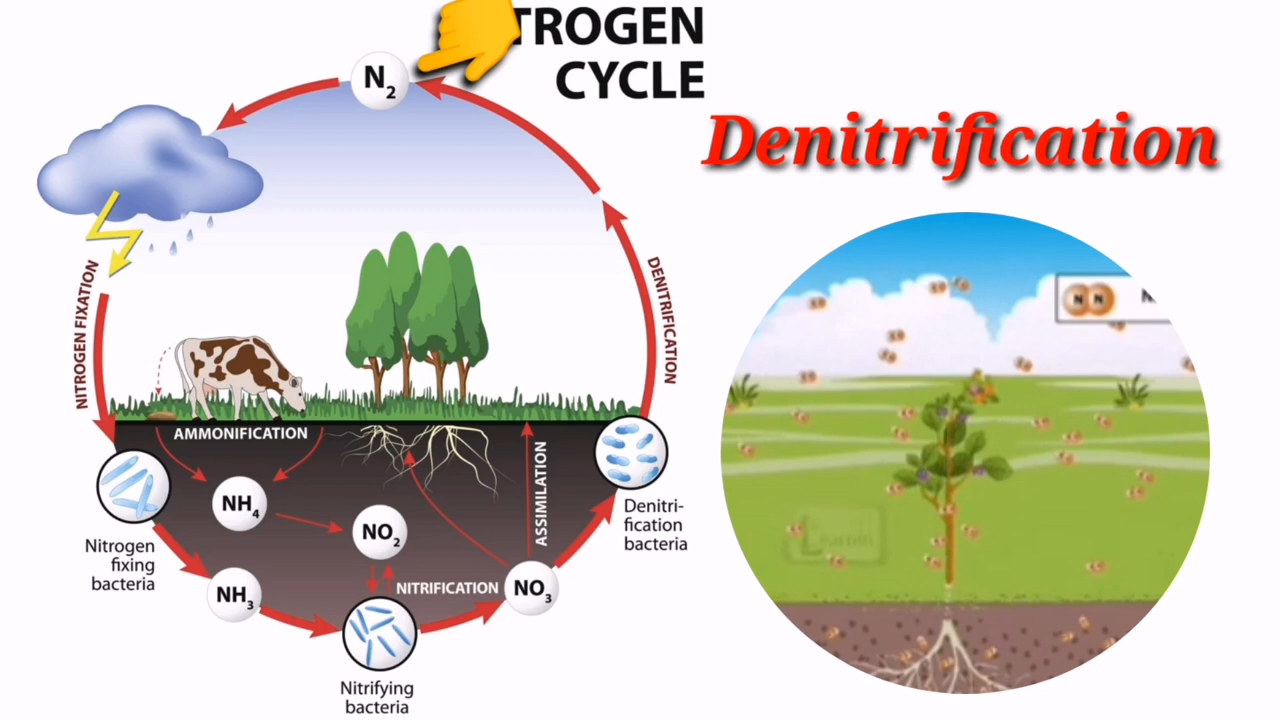 TROGEN
CYCLE
N2
Denitrification
NITROGEN FIXATION
DENITRIFICATION
N N
AMMONIFICATION
NH4
NO2
ASSIMILATION
Denitri-
fication
bacteria
Nitrogen
fixing
bacteria
NH3
NITRIFICATION
NO3
Nitrifying
bacteria